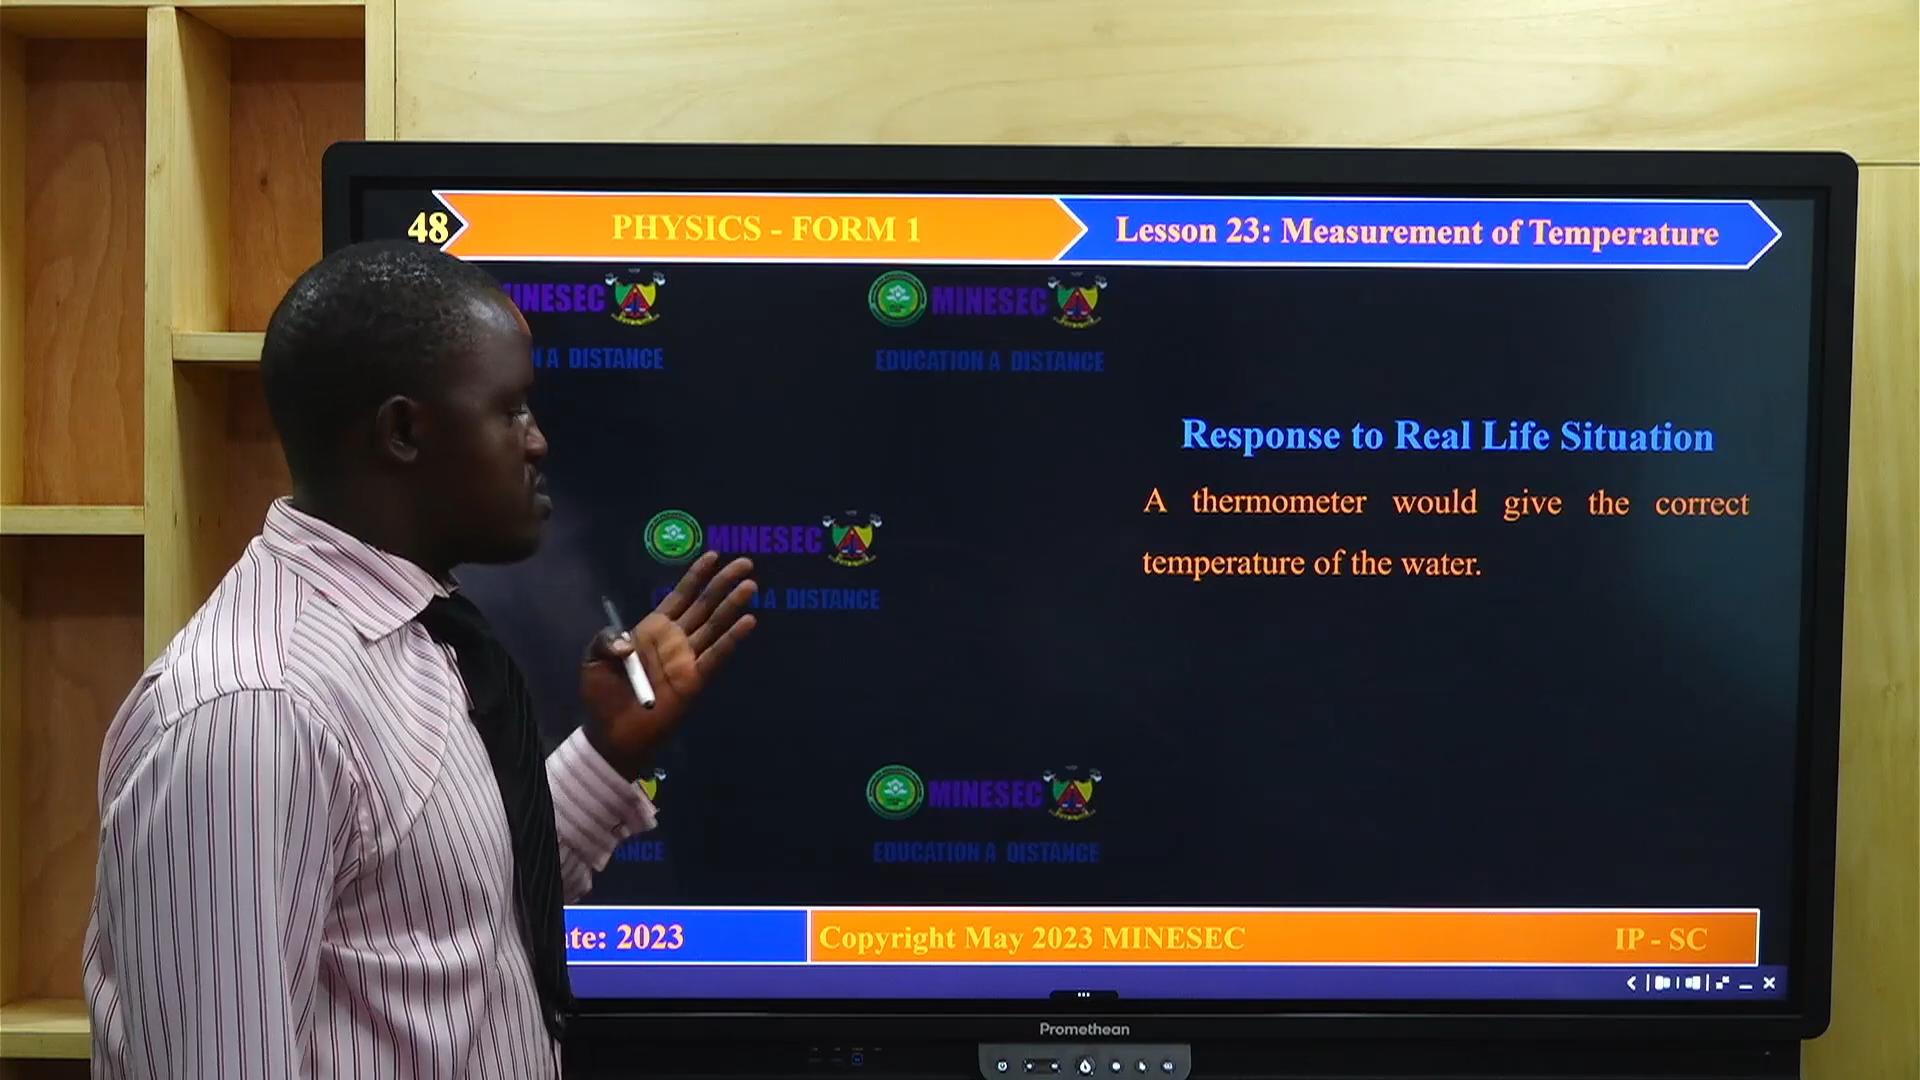 48
PHYSICS - FORM 1
Lesson 23: Measurement of Temperature
MINESEC
A DISTANCE
MINESEC
EDUCATION A DISTANCE
Response to Real Life Situation
A thermometer would give the correct
temperature of the water.
MINESEC
A DISTANCE
MINESEC
EDUCATION A DISTANCE
2023
Copyright May 2023 MINESEC
IP - SC
Promethean